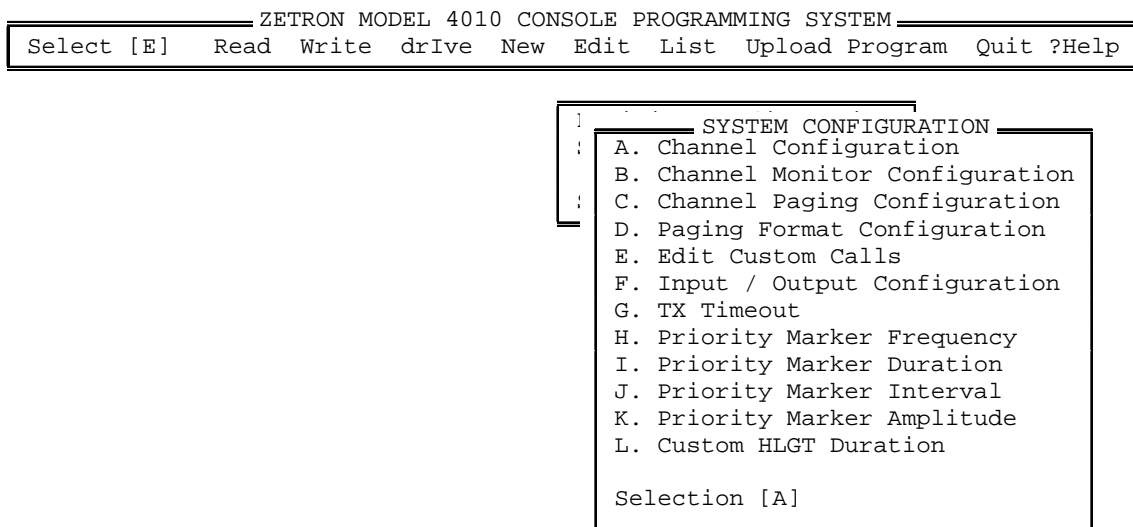 ZETRON MODEL 4010 CONSOLE PROGRAMMING SYSTEM
Select [E] Read Write drIve New Edit List Upload Program Quit ?Help
SYSTEM CONFIGURATION
A. Channel Configuration
B. Channel Monitor Configuration
C. Channel Paging Configuration
D. Paging Format Configuration
E. Edit Custom Calls
F. Input / Output Configuration
G. TX Timeout
H. Priority Marker Frequency
I. Priority Marker Duration
J. Priority Marker Interval
K. Priority Marker Amplitude
L. Custom HLGT Duration
Selection [A]